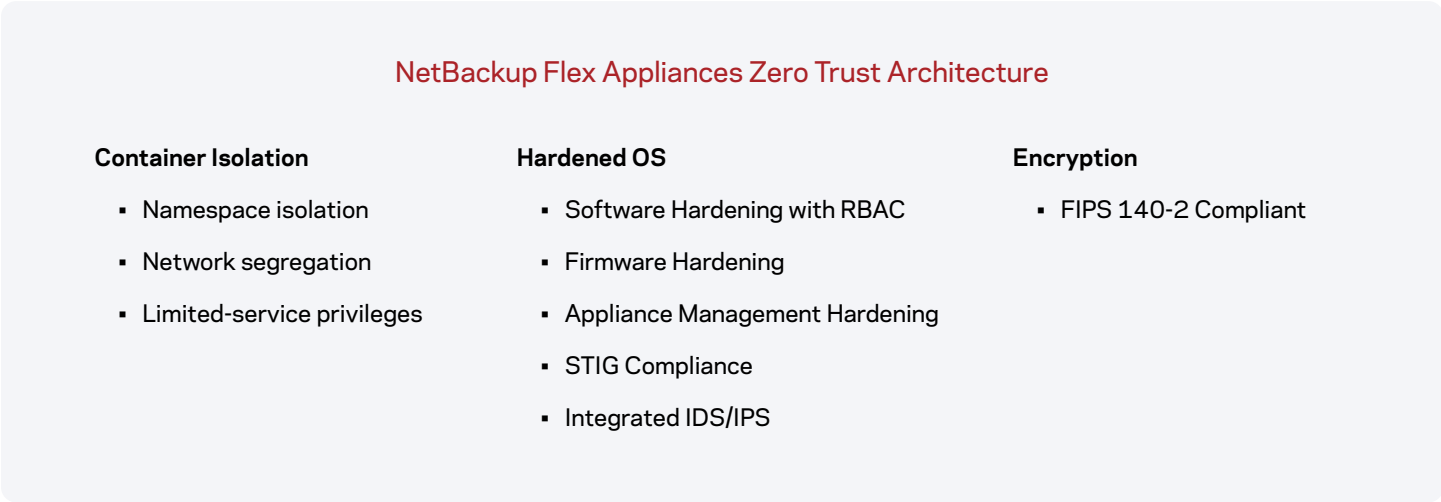 NetBackup Flex Appliances Zero Trust Architecture
Container Isolation
▪ Namespace isolation
▪ Network segregation
▪ Limited-service privileges
Hardened OS
▪ Software Hardening with RBAC
▪ Firmware Hardening
▪ Appliance Management Hardening
▪ STIG Compliance
▪ Integrated IDS/IPS
Encryption
▪ FIPS 140-2 Compliant